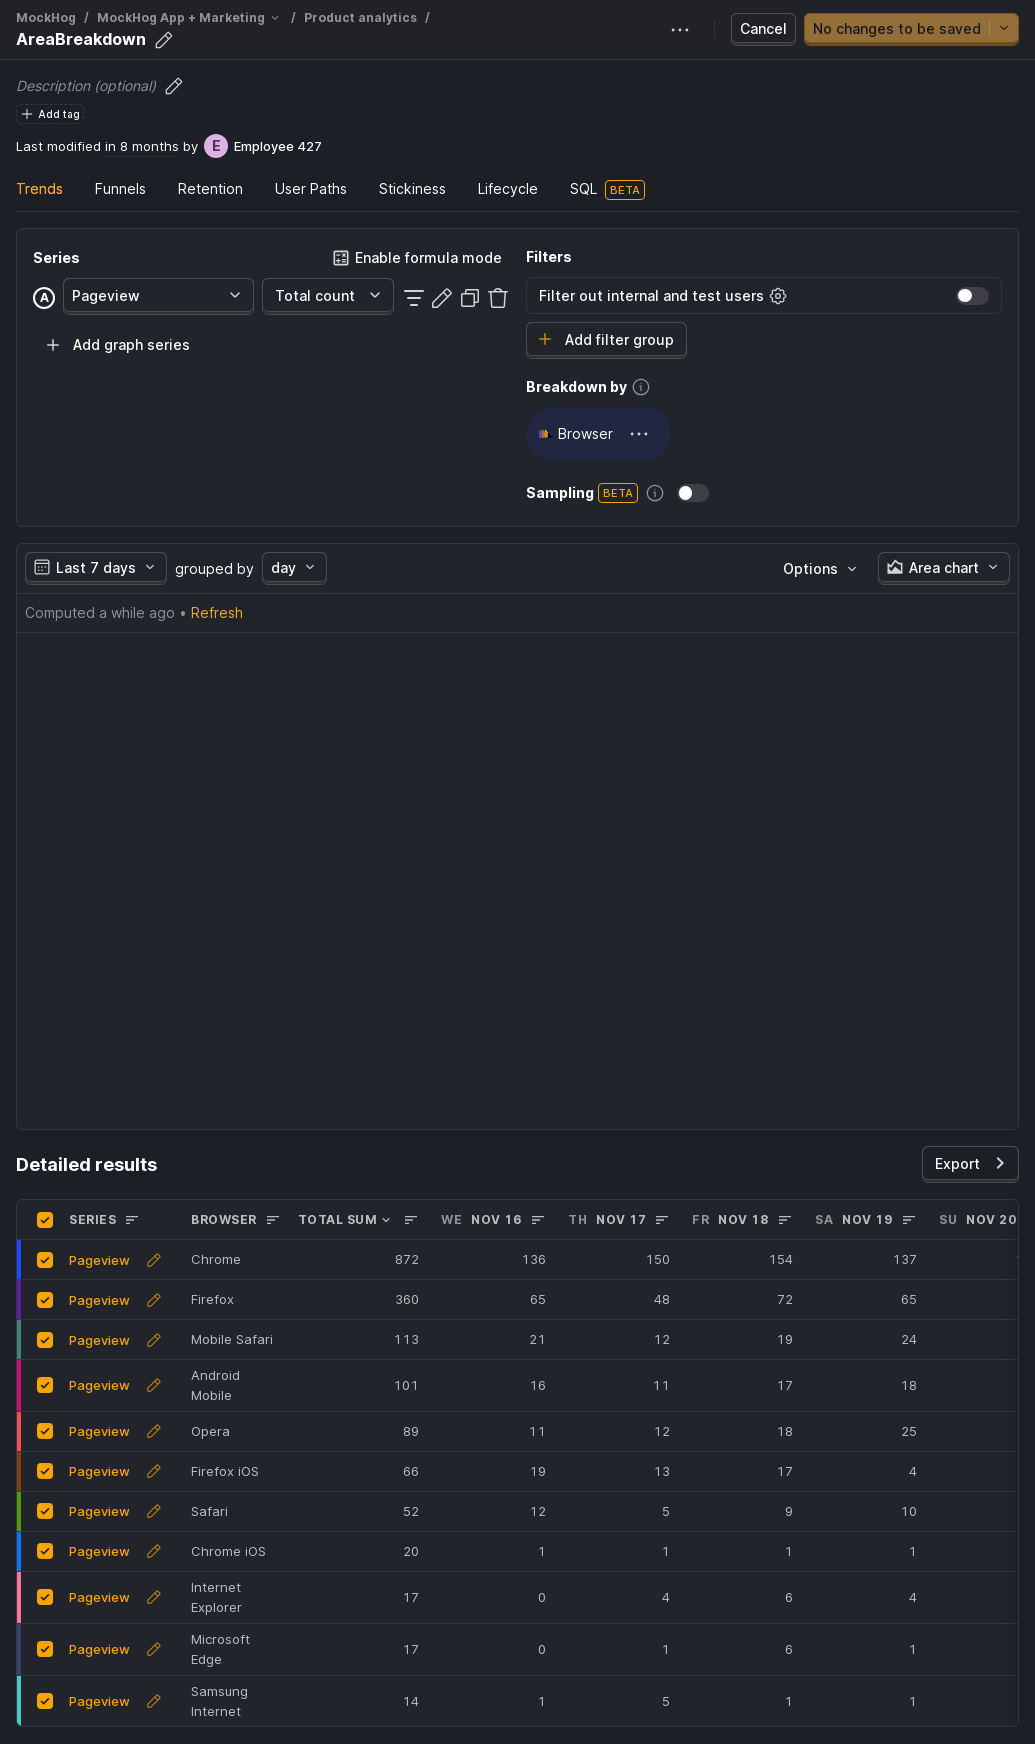 MockHog / MockHog App + Marketing / Product analytics /
AreaBreakdown
Cancel
No changes to be saved
Description (optional)
Add tag
Last modified in 8 months by E Employee 427
Trends Funnels Retention User Paths Stickiness Lifecycle SQL BETA
Series
Enable formula mode
A Pageview Total count
Add graph series
Filters
Filter out internal and test users
Add filter group
Breakdown by
Browser
Sampling BETA
Last 7 days grouped by day
Options
Area chart
Computed a while ago • Refresh
Detailed results
Export
SERIES BROWSER TOTAL SUM WE NOV 16 TH NOV 17 FR NOV 18 SA NOV 19 SU NOV 20
Pageview Chrome 872 136 150 154 137
Pageview Firefox 360 65 48 72 65
Pageview Mobile Safari 113 21 12 19 24
Pageview Android Mobile 101 16 11 17 18
Pageview Opera 89 11 12 18 25
Pageview Firefox iOS 66 19 13 17 4
Pageview Safari 52 12 5 9 10
Pageview Chrome iOS 20 1 1 1 1
Pageview Internet Explorer 17 0 4 6 4
Pageview Microsoft Edge 17 0 1 6 1
Pageview Samsung Internet 14 1 5 1 1